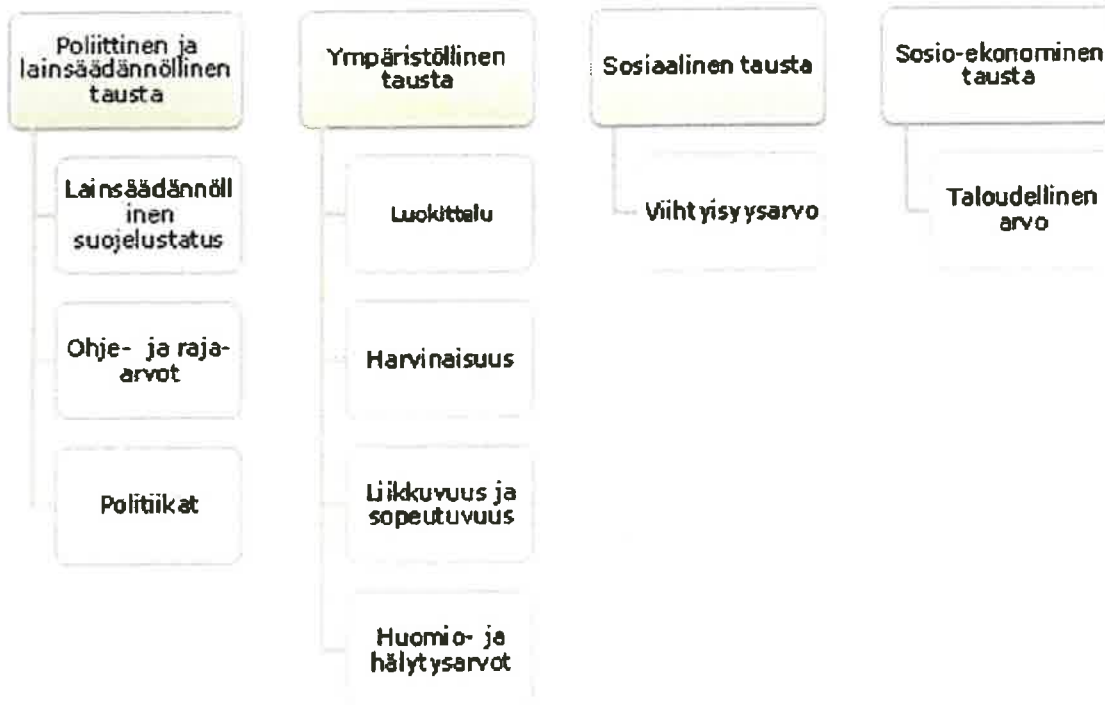 Poliittinen ja
lainsäädännöllinen
tausta
Lainsäädännöll
inen
suojelustatus
Ohje- ja raja-
arvot
Politiikat
Ympäristöllinen
tausta
Luokittelu
Harvinaisuus
Liikkuvuus ja
sopeutuvuus
Huomio- ja
hälytysarvot
Sosiaalinen tausta
Viihtyisyysarvo
Sosio-ekonominen
tausta
Taloudellinen
arvo